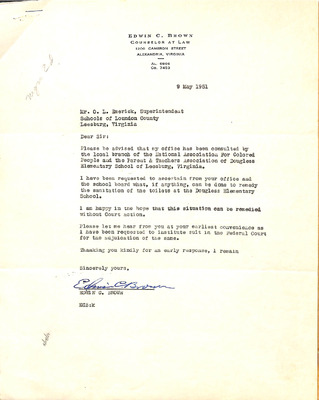 EDWIN C. BROWN
COUNSELOR AT LAW
1200 CAMERON STREET
ALEXANDRIA, VIRGINIA
9 May 1951
Mr. O. L. Emerick, Superintendent
Schools of Loundon County
Leesburg, Virginia
Dear Sir:
Please be advised that my office has been consulted by
the local branch of the National Association For Colored
People and the Parent & Teachers Association of Douglass
Elementary School of Leesburg, Virginia.
I have been requested to ascertain from your office and
the school board what, if anything, can be done to remedy
the sanitation of the toilets at the Douglass Elementary
School.
I am happy in the hope that this situation can be remedied
without Court Action.
Please let me hear from you at your earliest convenience as
I have been requested to institute suit in the Federal Court
for the adjudication of the same.
Thanking you kindly for an early response, I remain
Sincerely yours,
Edwin C. Brown
EDWIN C. BROWN
ECB:k